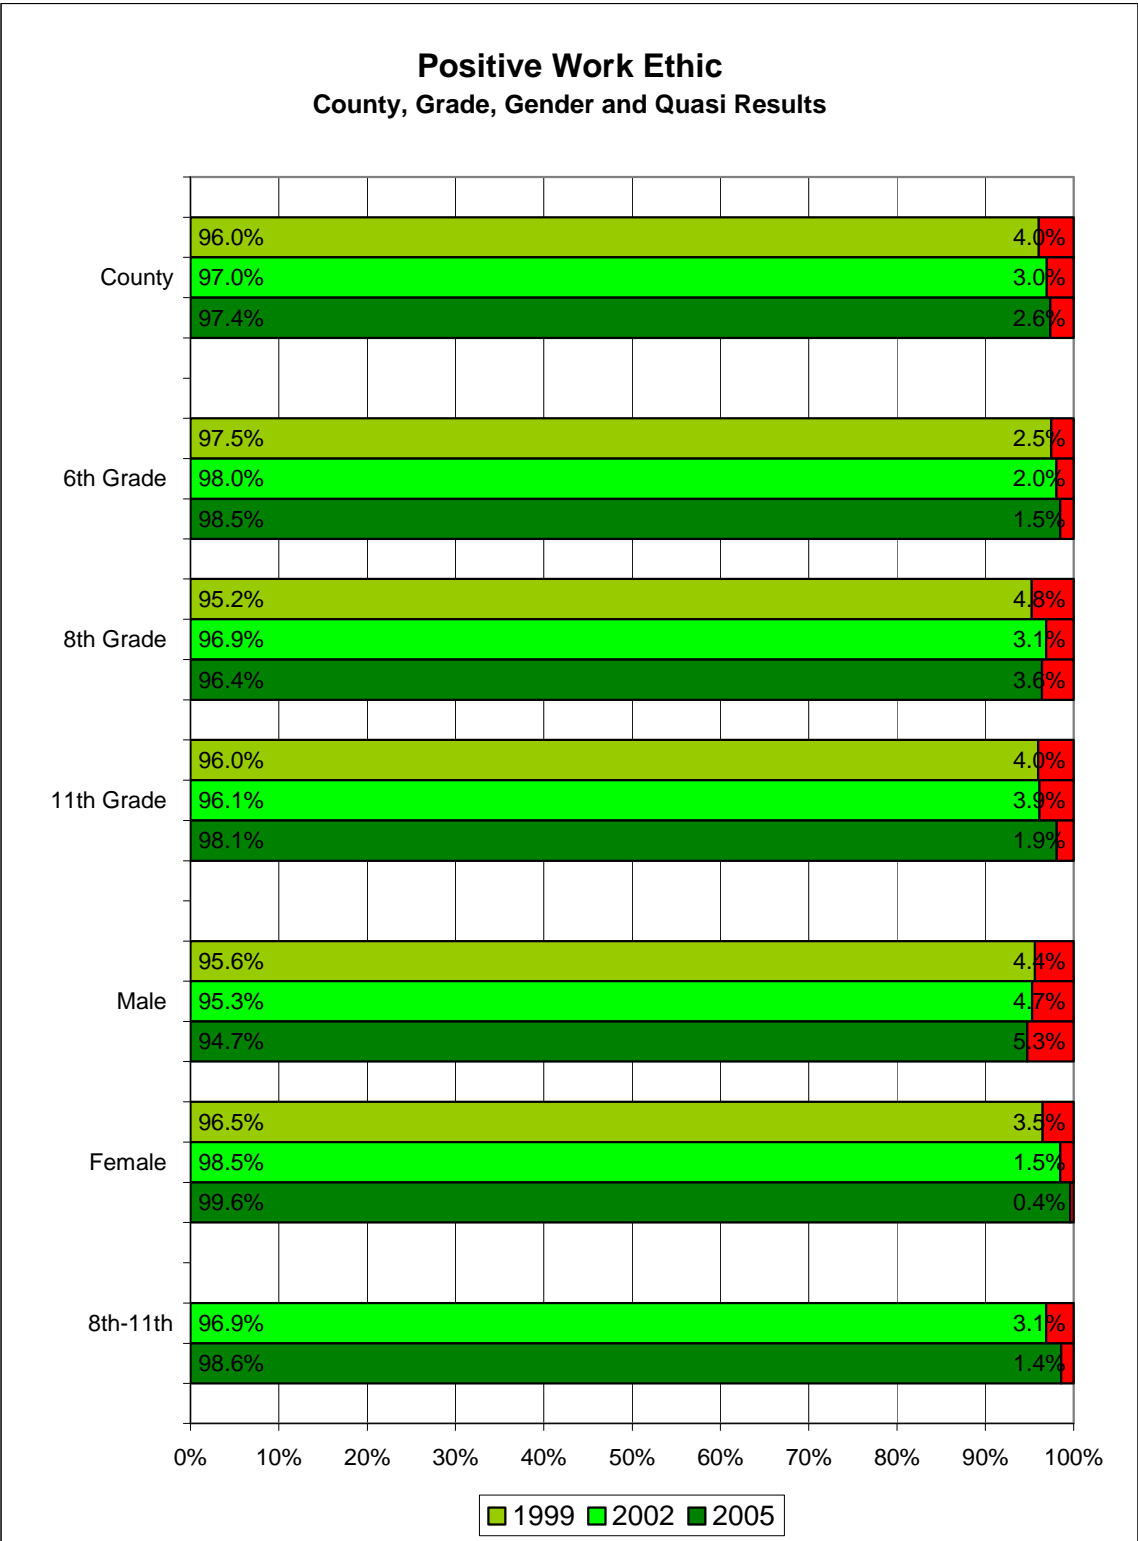 Positive Work Ethic
County, Grade, Gender and Quasi Results
96.0% 4.0%
County 97.0% 3.0%
97.4% 2.6%
97.5% 2.5%
6th Grade 98.0% 2.0%
98.5% 1.5%
95.2% 4.8%
8th Grade 96.9% 3.1%
96.4% 3.6%
96.0% 4.0%
11th Grade 96.1% 3.9%
98.1% 1.9%
95.6% 4.4%
Male 95.3% 4.7%
94.7% 5.3%
96.5% 3.5%
Female 98.5% 1.5%
99.6% 0.4%
8th-11th 96.9% 3.1%
98.6% 1.4%
0% 10% 20% 30% 40% 50% 60% 70% 80% 90% 100%
1999 2002 2005